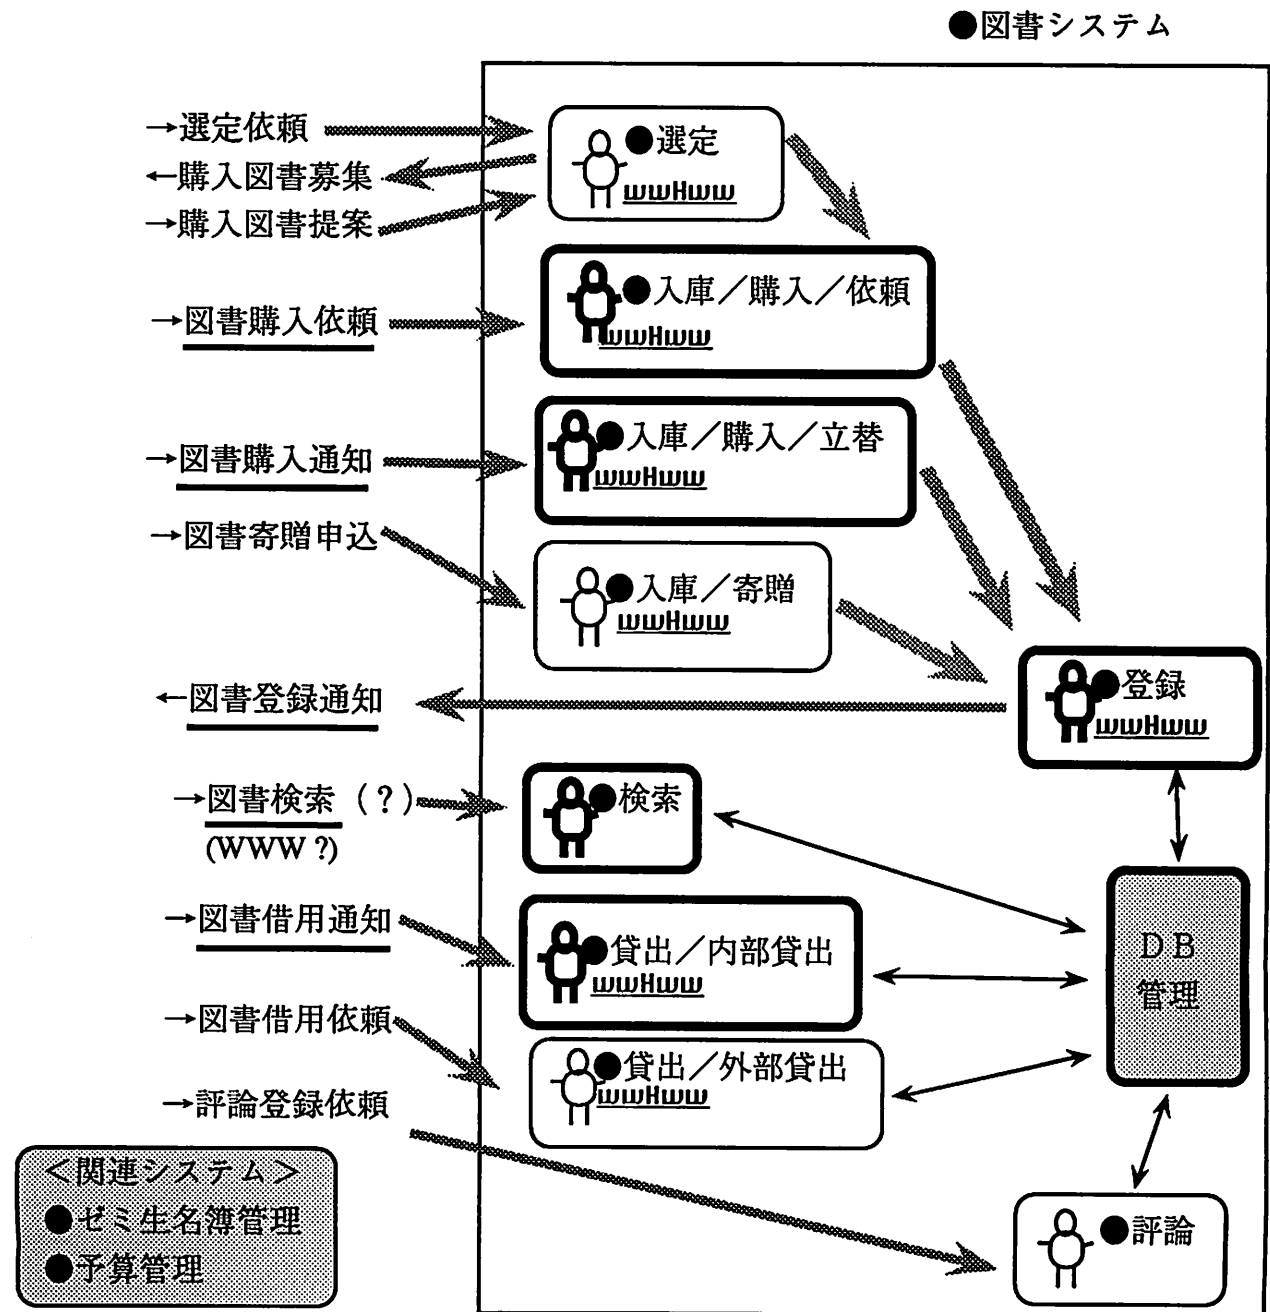 ●図書システム
→選定依頼
←購入図書募集
→購入図書提案
●選定
wwHww
●入庫／購入／依頼
wwHww
→図書購入依頼
●入庫／購入／立替
wwHww
→図書購入通知
→図書寄贈申込
●入庫／寄贈
wwHww
←図書登録通知
●登録
wwHww
→図書検索（？）
(WWW？)
●検索
→図書借用通知
●貸出／内部貸出
wwHww
ＤＢ
管理
→図書借用依頼
●貸出／外部貸出
wwHww
→評論登録依頼
＜関連システム＞
●ゼミ生名簿管理
●予算管理
●評論